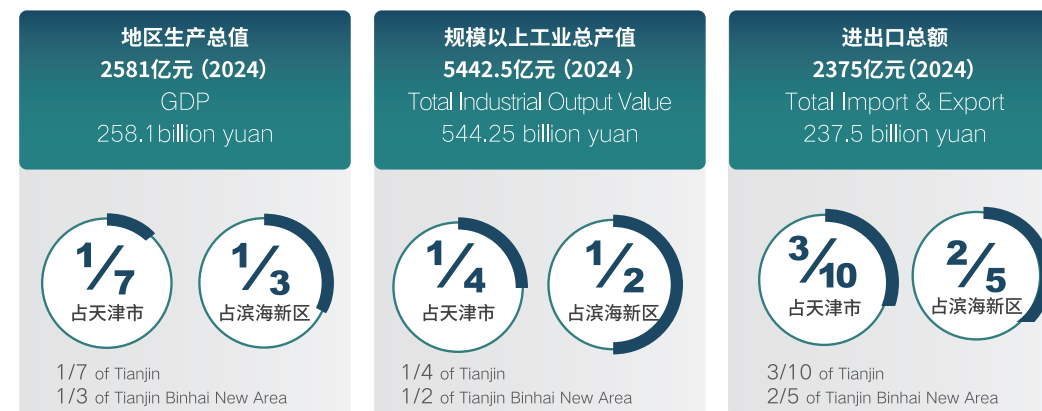 地区生产总值
2581亿元（2024）
GDP
258.1billion yuan
1/7
占天津市
1/3
占滨海新区
1/7 of Tianjin
1/3 of Tianjin Binhai New Area
规模以上工业总产值
5442.5亿元（2024 ）
Total Industrial Output Value
544.25 billion yuan
1/4
占天津市
1/2
占滨海新区
1/4 of Tianjin
1/2 of Tianjin Binhai New Area
进出口总额
2375亿元（2024）
Total Import & Export
237.5 billion yuan
3/10
占天津市
2/5
占滨海新区
3/10 of Tianjin
2/5 of Tianjin Binhai New Area